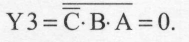 Y3 = \overline{\overline{C}·B·A} = 0.